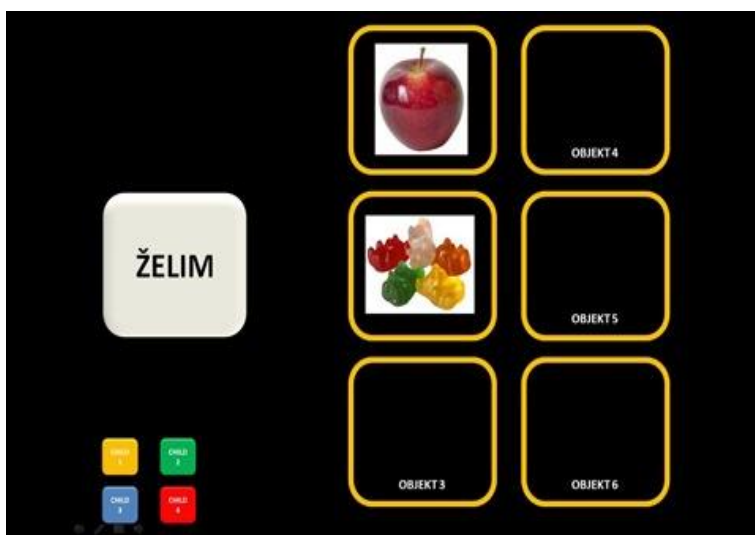 ŽELIM
OBJEKT 4
OBJEKT 5
OBJEKT 3
OBJEKT 6
CHILD
1
CHILD
2
CHILD
3
CHILD
4